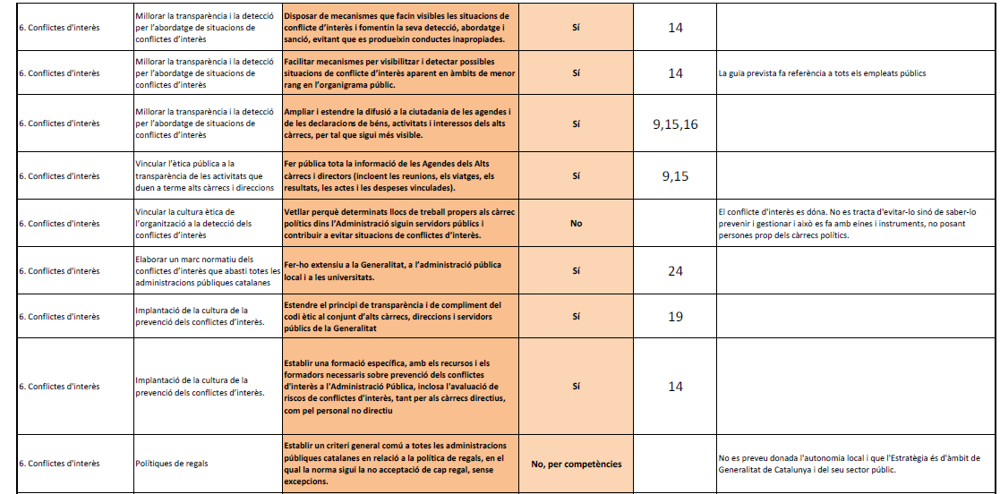 6. Conflictes d'interès
Millorar la transparència i la detecció
per l'abordatge de situacions de
conflictes d'interès
Disposar de mecanismes que facin visibles les situacions de
conflicte d'interès i fomentin la seva detecció, abordatge i
sanció, evitant que es produeixin conductes inapropiades.
Sí
14
6. Conflictes d'interès
Millorar la transparència i la detecció
per l'abordatge de situacions de
conflictes d'interès
Facilitar mecanismes per visibilitzar i detectar possibles
situacions de conflicte d'interès aparent en àmbits de menor
rang en l'organigrama públic.
Sí
14
La guia prevista fa referència a tots els empleats públics
6. Conflictes d'interès
Millorar la transparència i la detecció
per l'abordatge de situacions de
conflictes d'interès
Ampliar i estendre la difusió a la ciutadania de les agendes i
de les declaracions de béns, activitats i interessos dels alts
càrrecs, per tal que sigui més visible.
Sí
9,15,16
6. Conflictes d'interès
Vincular l'ètica pública a la
transparència de les activitats que
duen a terme alts càrrecs i direccions
Fer pública tota la informació de les Agendes dels Alts
càrrecs i directors (incloent les reunions, els viatges, els
resultats, les actes i les despeses vinculades).
Sí
9,15
6. Conflictes d'interès
Vincular la cultura ètica de
l'organització a la detecció dels
conflictes d'interès
Vetllar perquè determinats llocs de treball propers als càrrec
polítics dins l'Administració siguin servidors públics i
contribuir a evitar situacions de conflictes d'interès.
No
El conflicte d'interès es dóna. No es tracta d'evitar-lo sinó de saber-lo
prevenir i gestionar i això es fa amb eines i instruments, no posant
persones prop dels càrrecs polítics.
6. Conflictes d'interès
Elaborar un marc normatiu dels
conflictes d'interès que abasti totes les
administracions públiques catalanes
Fer-ho extensiu a la Generalitat, a l'administració pública
local i a les universitats.
Sí
24
6. Conflictes d'interès
Implantació de la cultura de la
prevenció dels conflictes d'interès.
Estendre el principi de transparència i de compliment del
codi ètic al conjunt d'alts càrrecs, direccions i servidors
públics de la Generalitat
Sí
19
6. Conflictes d'interès
Implantació de la cultura de la
prevenció dels conflictes d'interès.
Establir una formació específica, amb els recursos i els
formadors necessaris sobre prevenció dels conflictes
d'interès a l'Administració Pública, inclosa l'avaluació de
riscos de conflictes d'interès, tant per als càrrecs directius,
com pel personal no directiu
Sí
14
6. Conflictes d'interès
Polítiques de regals
Establir un criteri general comú a totes les administracions
públiques catalanes en relació a la política de regals, en el
qual la norma sigui la no acceptació de cap regal, sense
excepcions.
No, per competències
No es preveu donada l'autonomia local i que l'Estratègia és d'àmbit de
Generalitat de Catalunya i del seu sector públic.